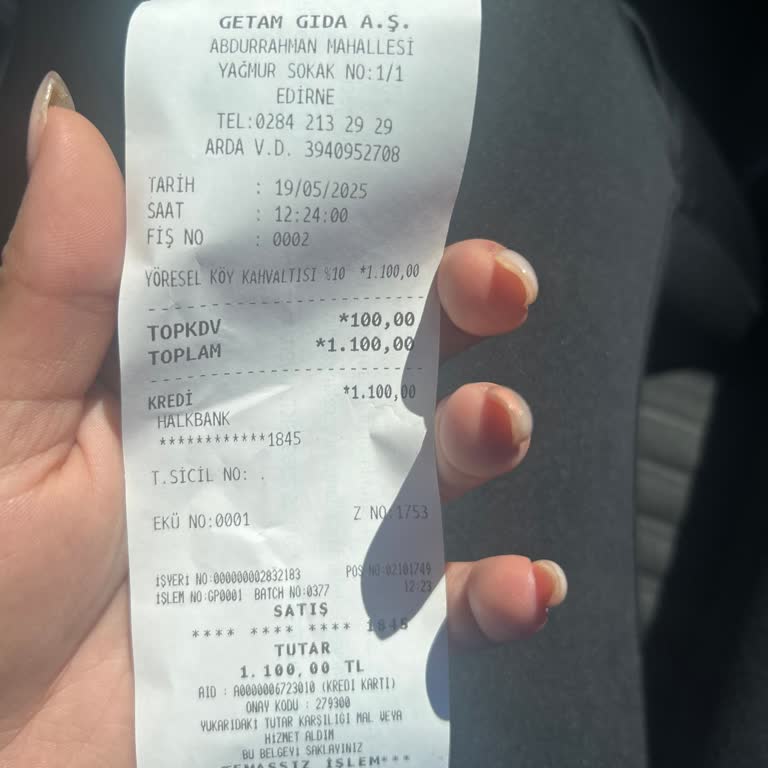 GETAM GIDA A.Ş.
ABDURRAHMAN MAHALLESİ
YAĞMUR SOKAK NO:1/1
EDİRNE
TEL:0284 213 29 29
ARDA V.D. 3940952708
TARİH : 19/05/2025
SAAT : 12:24:00
FİŞ NO : 0002
YÖRESEL KÖY KAHVALTISI %10 *1.100,00
TOPKDV *100,00
TOPLAM *1.100,00
KREDİ *1.100,00
HALKBANK
************1845
T.SİCİL NO: .
EKÜ NO:0001 Z NO:1753
İŞYERİ NO:000000002832183 POS NO:02101749
İŞLEM NO:GP0001 BATCH NO:0377 12:23
SATIŞ
**** **** **** 1845
TUTAR
1.100,00 TL
AID : A0000006723010 (KREDİ KARTI)
ONAY KODU : 279300
YUKARIDAKİ TUTAR KARŞILIĞI MAL VEYA
HİZMET ALDIM
BU BELGEYİ SAKLAYINIZ
TEMASSIZ İŞLEM***